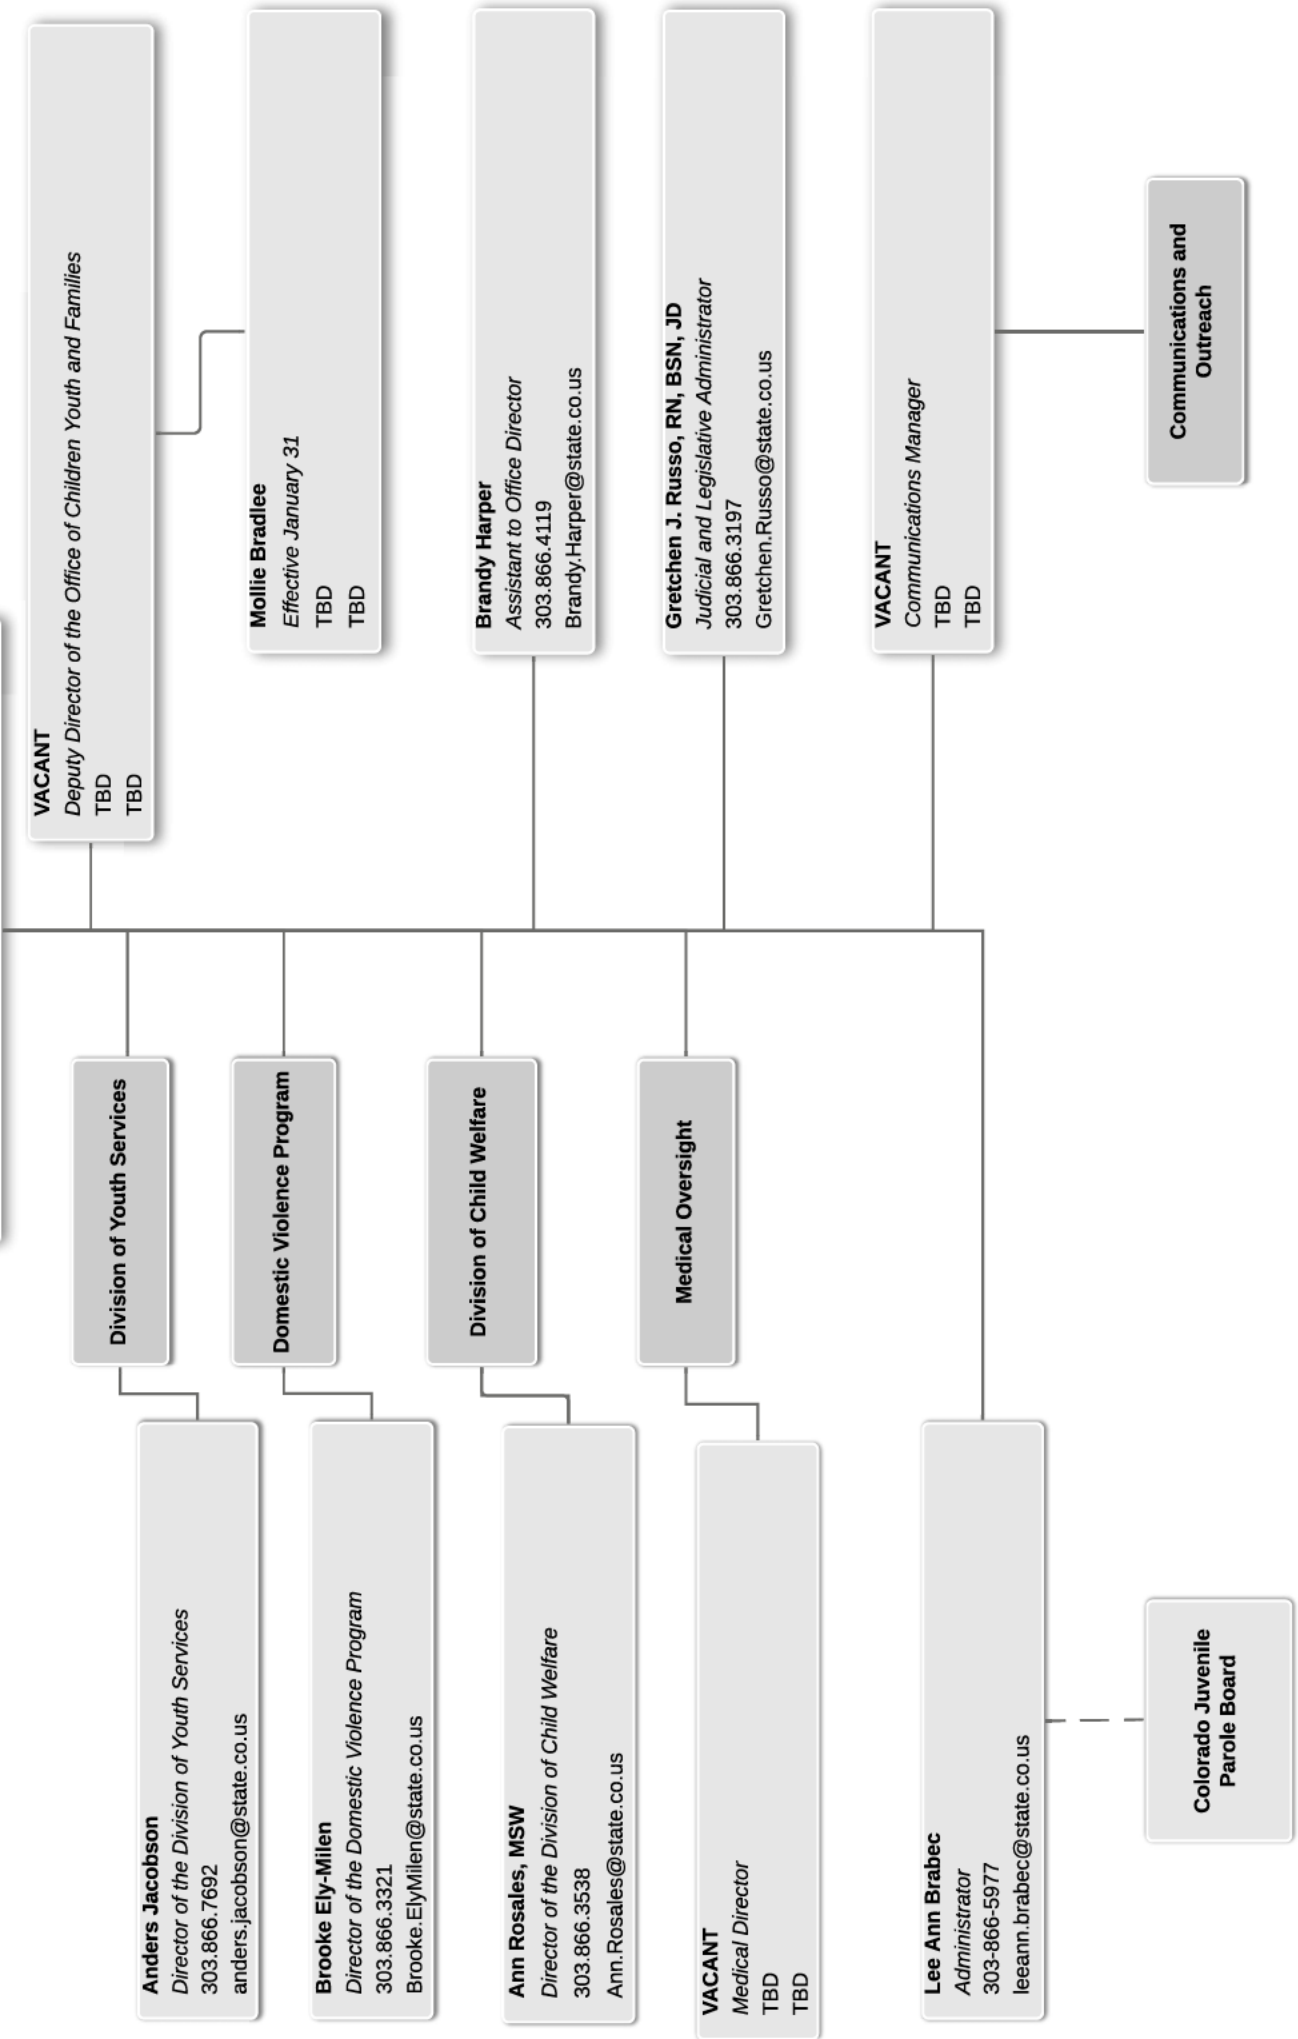 VACANT
Deputy Director of the Office of Children Youth and Families
TBD
TBD
Mollie Bradlee
Effective January 31
TBD
TBD
Brandy Harper
Assistant to Office Director
303.866.4119
Brandy.Harper@state.co.us
Gretchen J. Russo, RN, BSN, JD
Judicial and Legislative Administrator
303.866.3197
Gretchen.Russo@state.co.us
VACANT
Communications Manager
TBD
TBD
Communications and
Outreach
Division of Youth Services
Domestic Violence Program
Division of Child Welfare
Medical Oversight
Anders Jacobson
Director of the Division of Youth Services
303.866.7692
anders.jacobson@state.co.us
Brooke Ely-Milen
Director of the Domestic Violence Program
303.866.3321
Brooke.ElyMilen@state.co.us
Ann Rosales, MSW
Director of the Division of Child Welfare
303.866.3538
Ann.Rosales@state.co.us
VACANT
Medical Director
TBD
TBD
Lee Ann Brabec
Administrator
303-866-5977
leeann.brabec@state.co.us
Colorado Juvenile
Parole Board